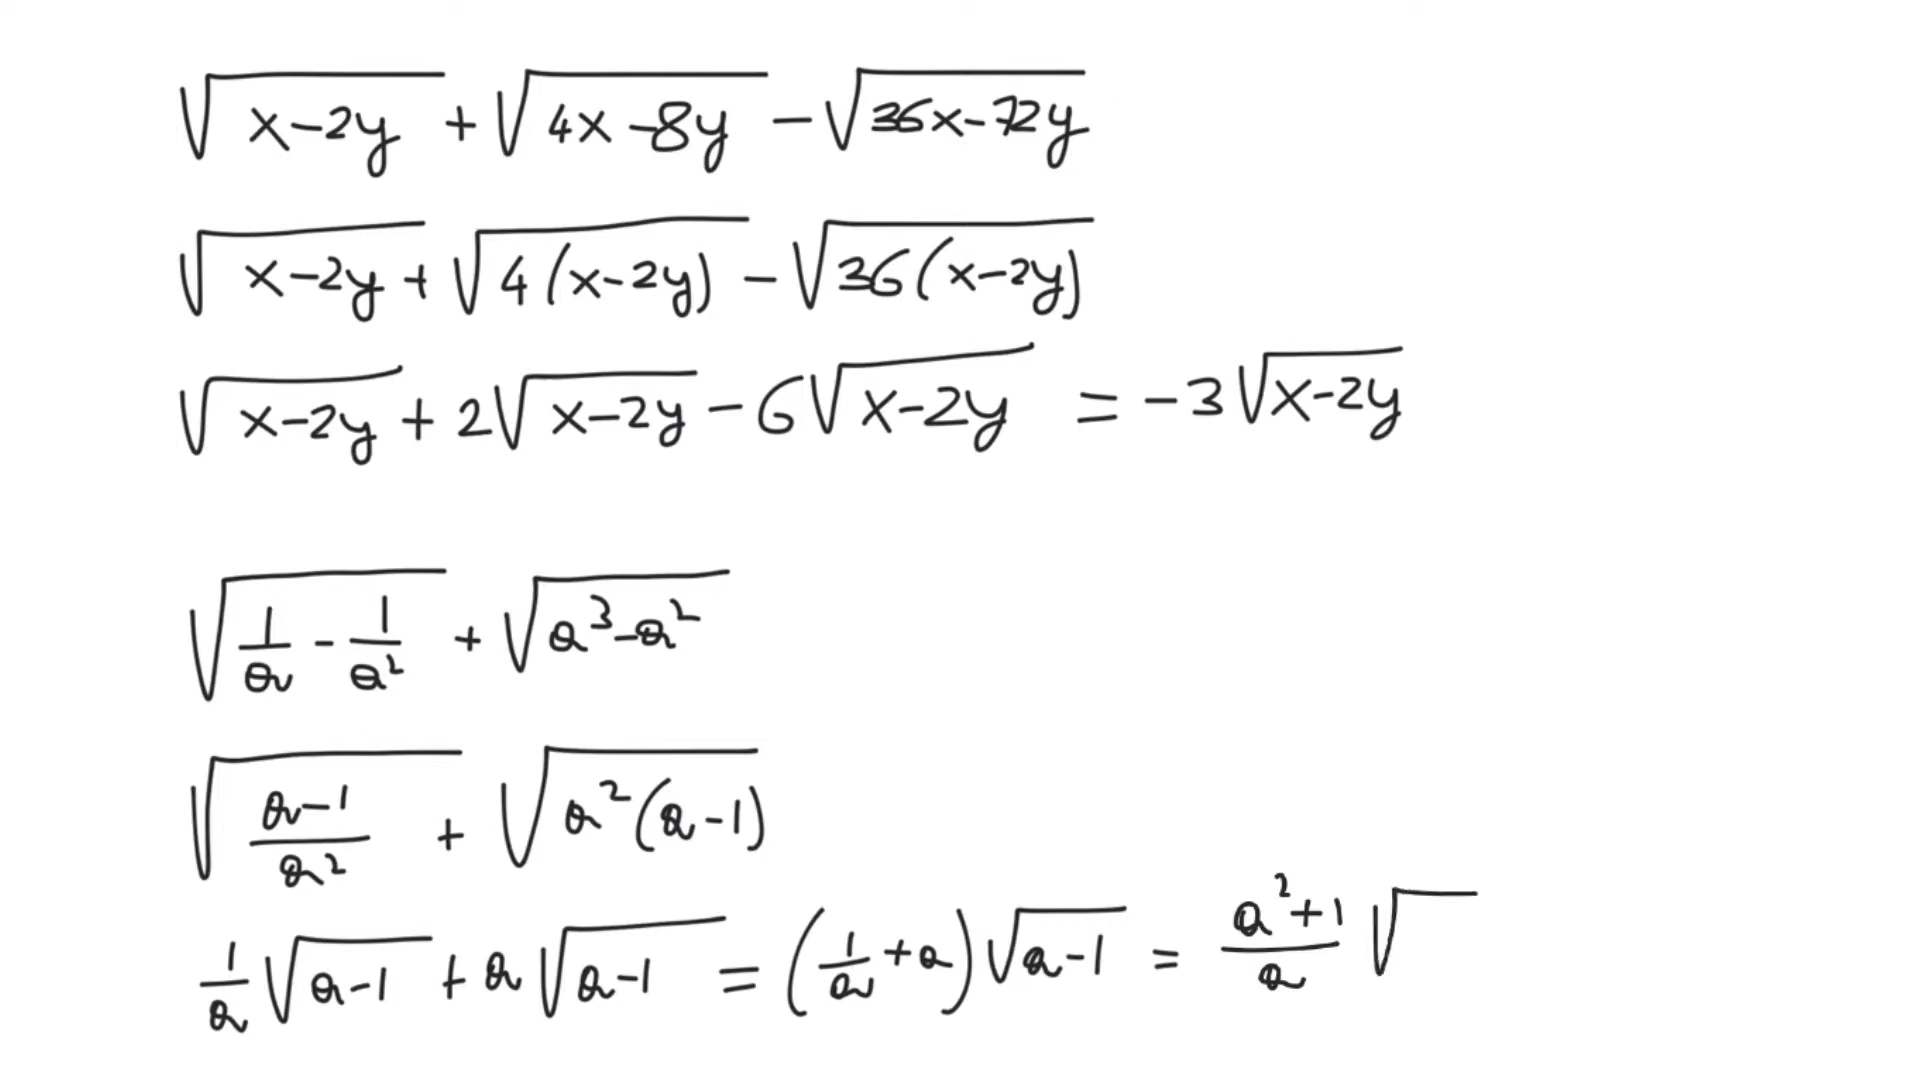 √(x-2y) + √(4x-8y) - √(36x-72y)
√(x-2y) + √(4(x-2y)) - √(36(x-2y))
√(x-2y) + 2√(x-2y) - 6√(x-2y) = -3√(x-2y)
√(1/a - 1/a²) + √(a³-a²)
√((a-1)/a²) + √(a²(a-1))
1/a √(a-1) + a√(a-1) = (1/a + a)√(a-1) = (a²+1)/a √